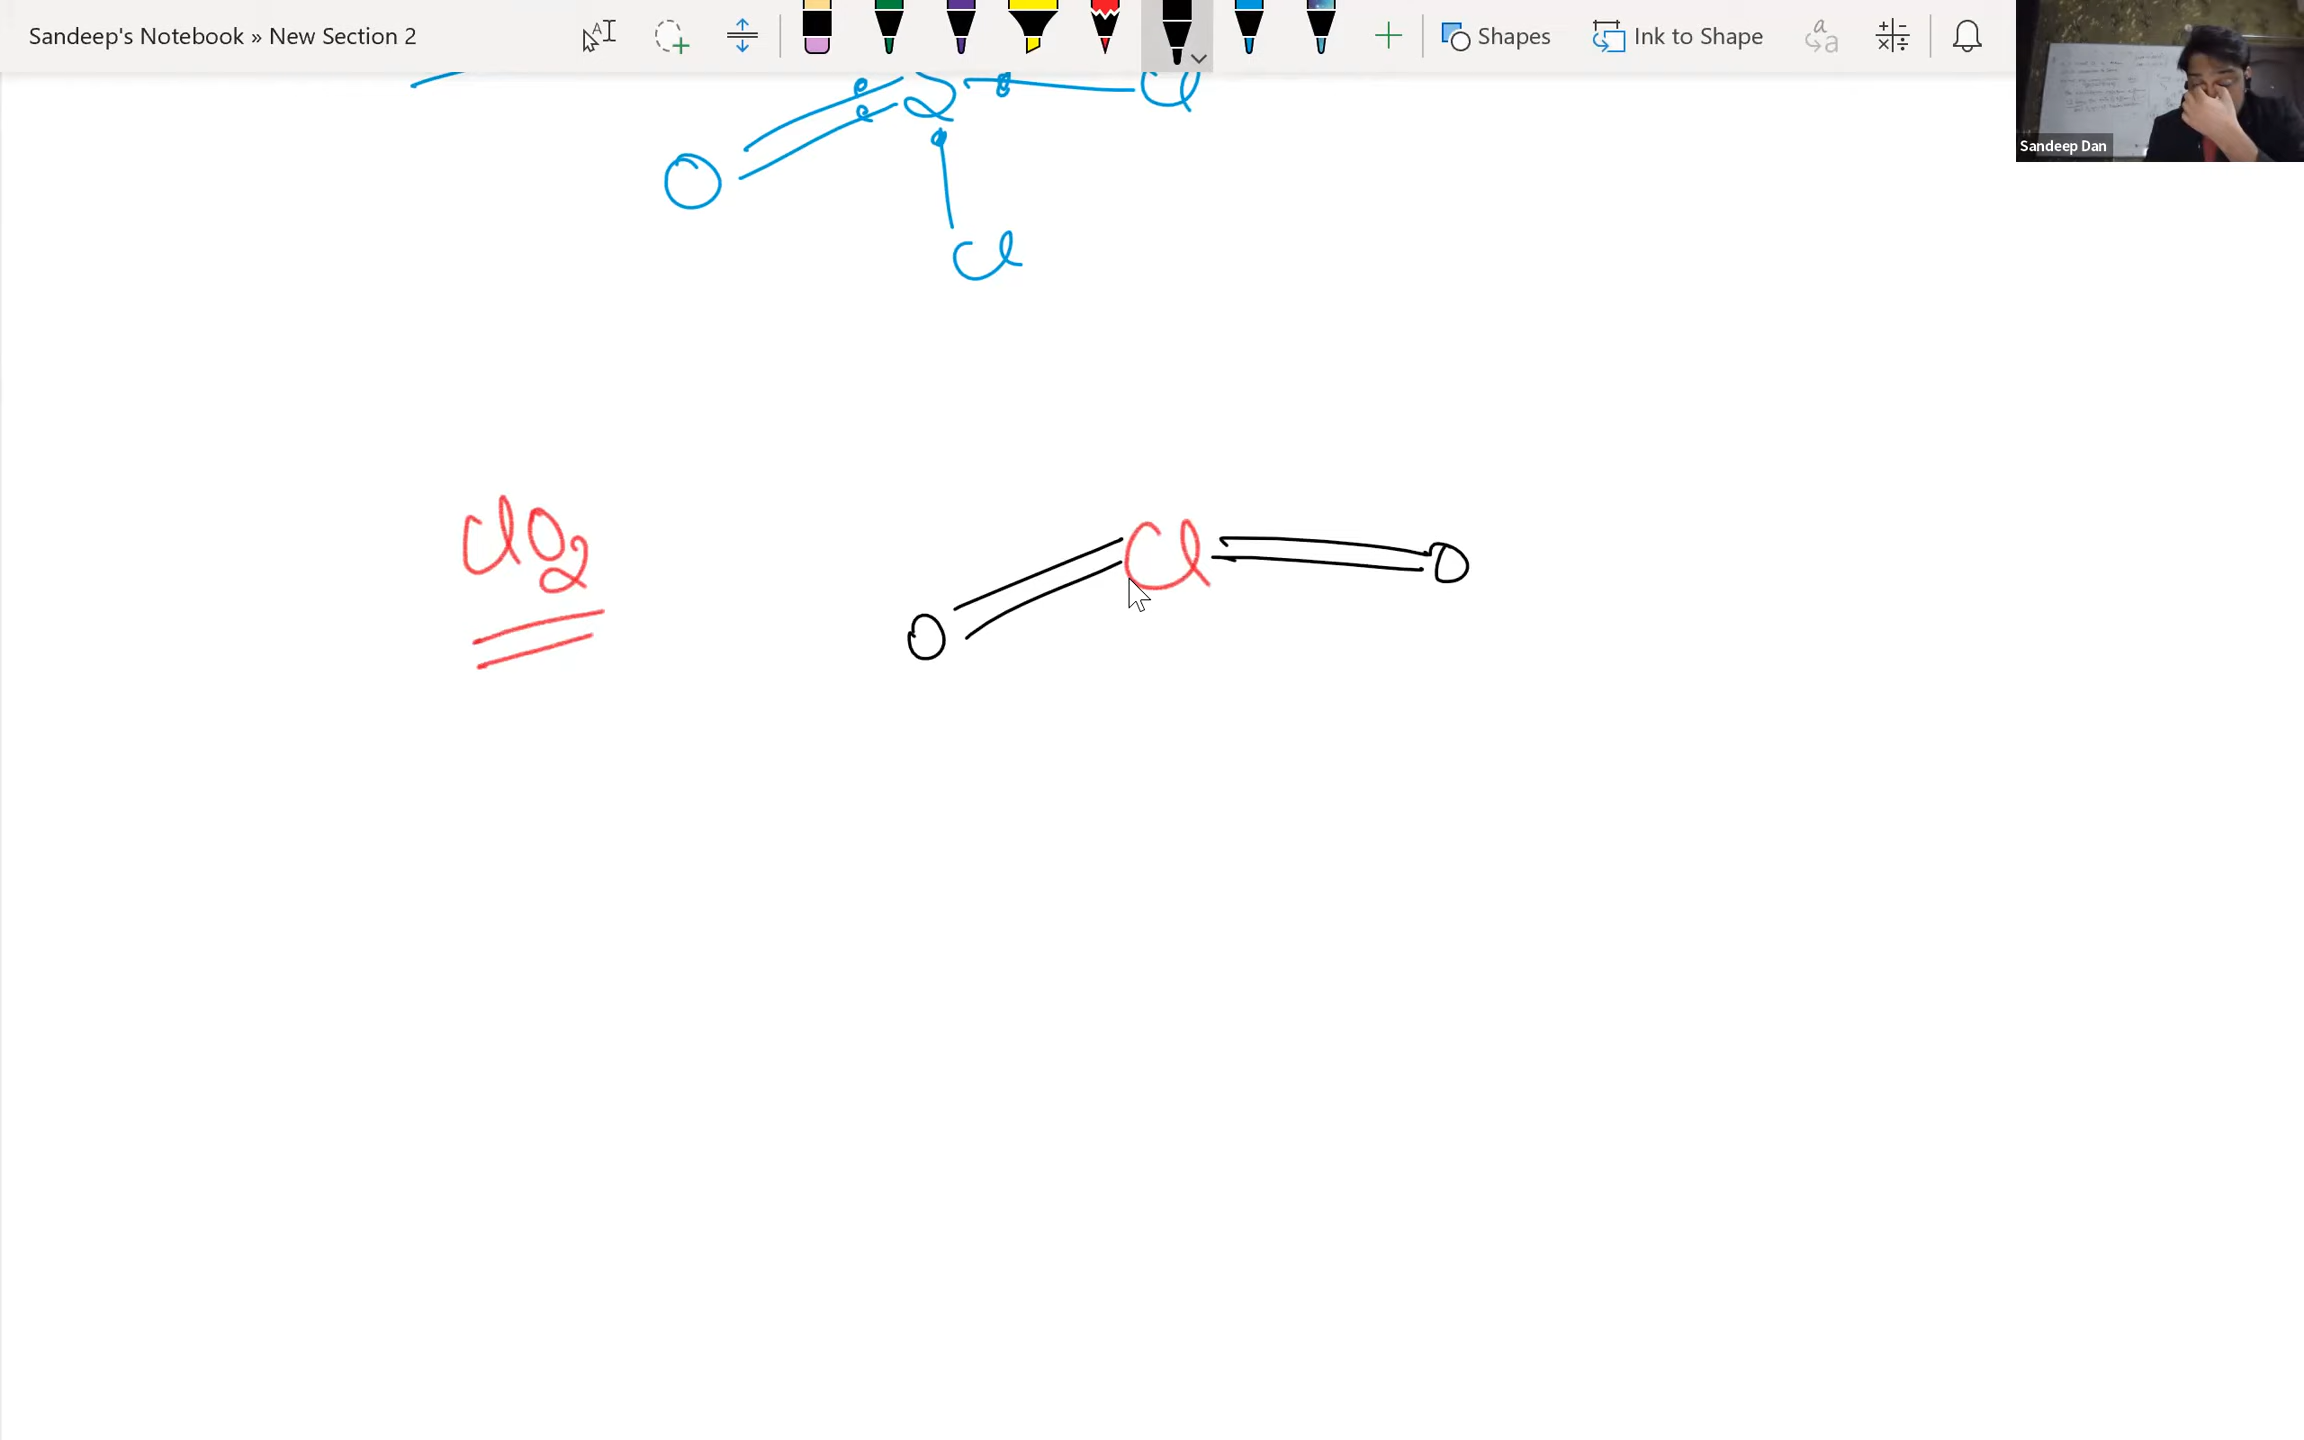 Sandeep's Notebook » New Section 2
Shapes
Ink to Shape
Sandeep Dan
Cl
O
Cl
ClO2
O Cl O